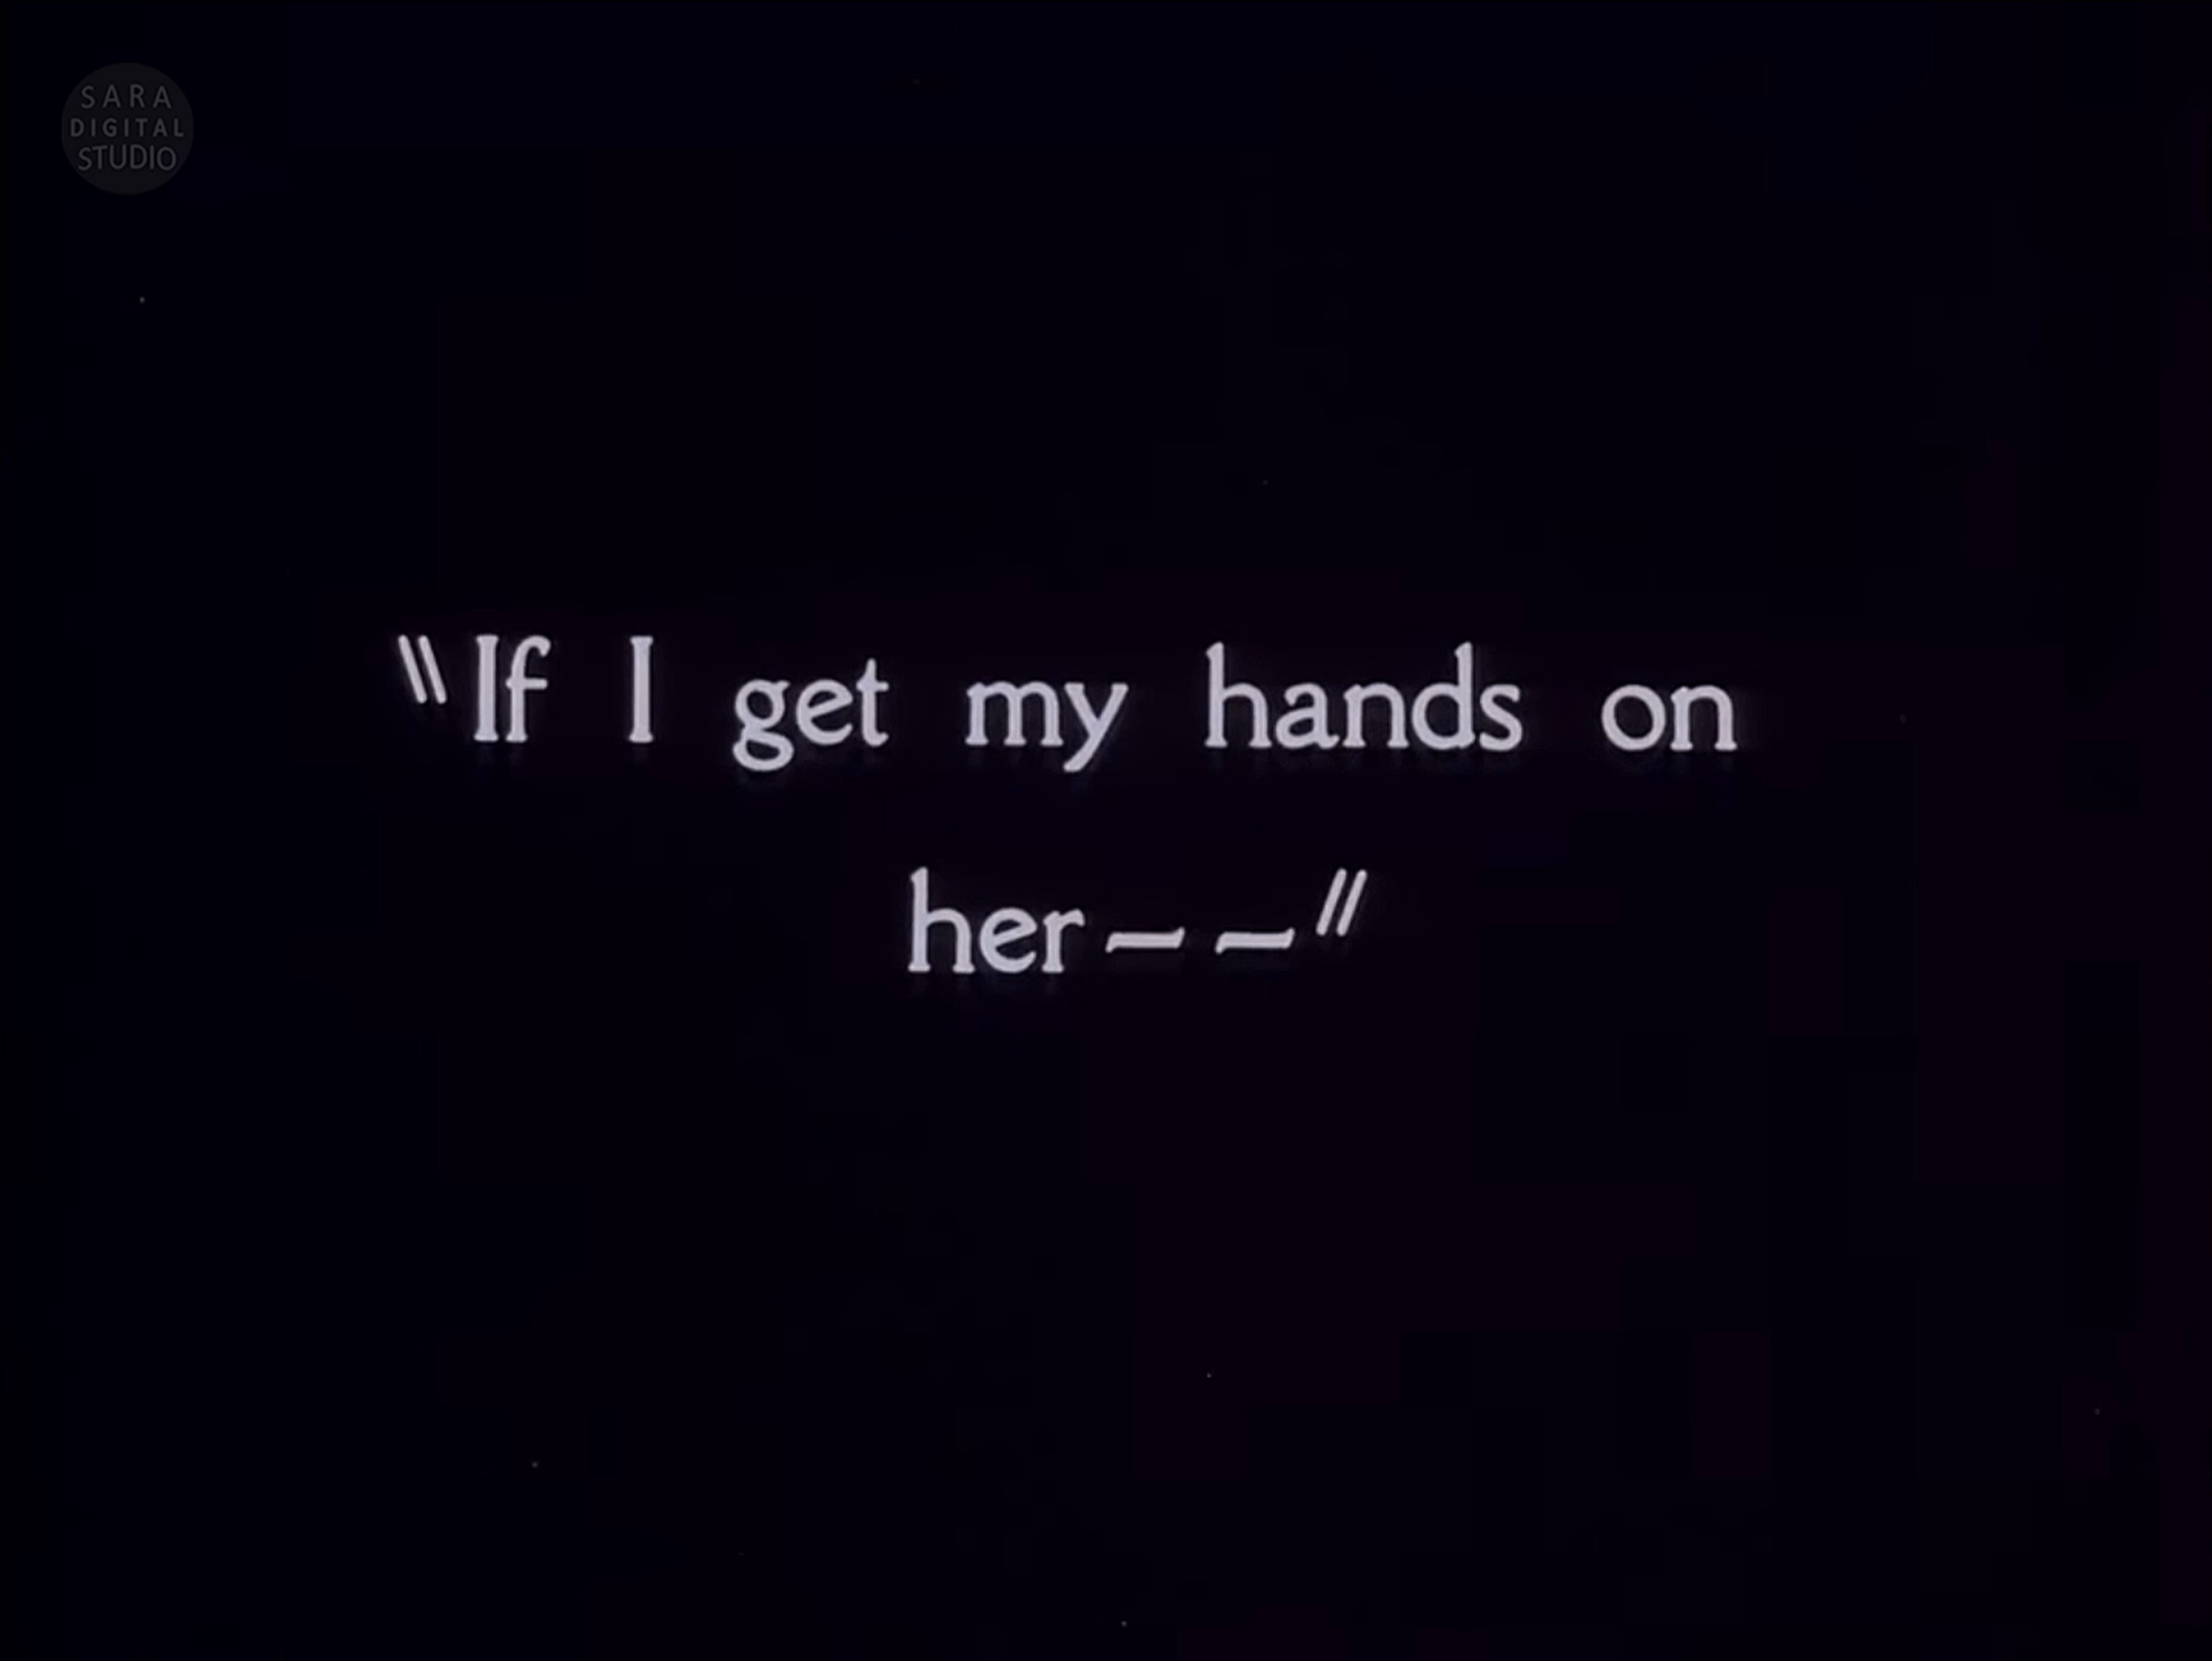 SARA
DIGITAL
STUDIO
"If I get my hands on
her——"